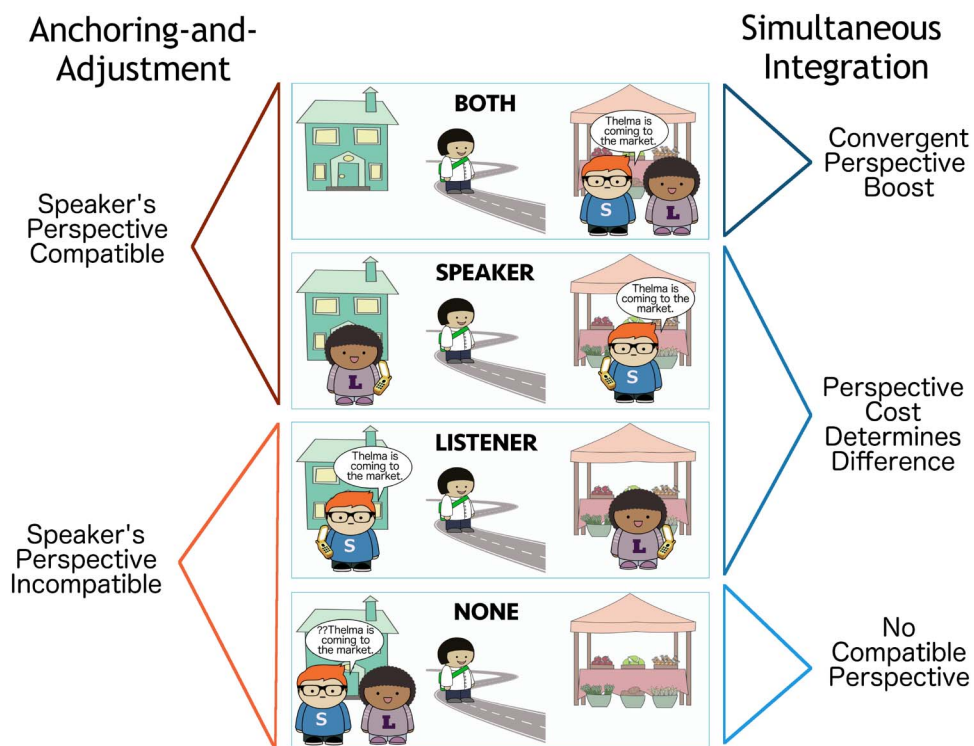 Anchoring-and-
Adjustment
Simultaneous
Integration
Speaker's
Perspective
Compatible
Speaker's
Perspective
Incompatible
BOTH
Thelma is
coming to
the market.
S
L
SPEAKER
Thelma is
coming to the
market.
L
S
LISTENER
Thelma is
coming to
the market.
S
L
NONE
??Thelma is
coming to
the market.
S
L
Convergent
Perspective
Boost
Perspective
Cost
Determines
Difference
No
Compatible
Perspective